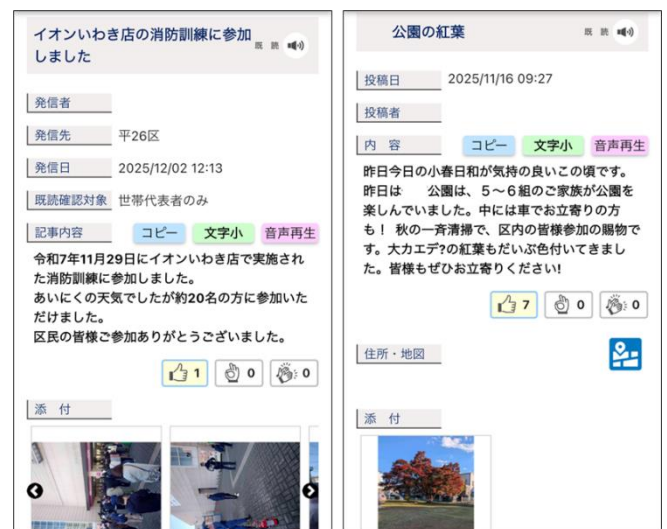 イオンいわき店の消防訓練に参加
しました
既 読
発信者
発信先 平26区
発信日 2025/12/02 12:13
既読確認対象 世帯代表者のみ
記事内容 コピー 文字小 音声再生
令和7年11月29日にイオンいわき店で実施され
た消防訓練に参加しました。
あいにくの天気でしたが約20名の方に参加いた
だけました。
区民の皆様ご参加ありがとうございました。
1 0 0
添 付
公園の紅葉
既 読
投稿日 2025/11/16 09:27
投稿者
内 容 コピー 文字小 音声再生
昨日今日の小春日和が気持の良いこの頃です。
昨日は 公園は、5~6組のご家族が公園を
楽しんでいました。中には車でお立寄りの方
も! 秋の一斉清掃で、区内の皆様参加の賜物で
す。大カエデ?の紅葉もだいぶ色付いてきまし
た。皆様もぜひお立寄りください!
7 0 0
住所・地図
添 付